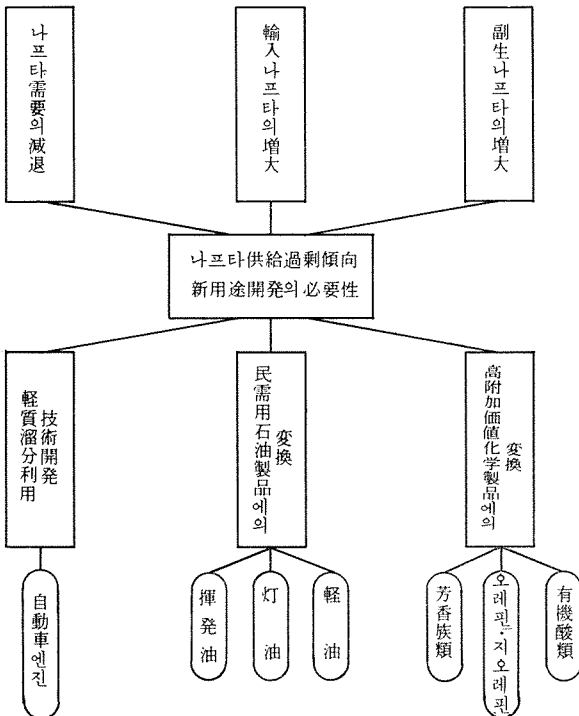 나프타需要의減退
輸入나프타의增大
副生나프타의增大
나프타供給過剩傾向
新用途開発의必要性
軽質溜分利用
技術開発
民需用石油製品에의
変換
高附加価値化学製品에의
変換
自動車엔진
揮発油
灯油
軽油
芳香族類
오레핀·지오레핀
有機酸類